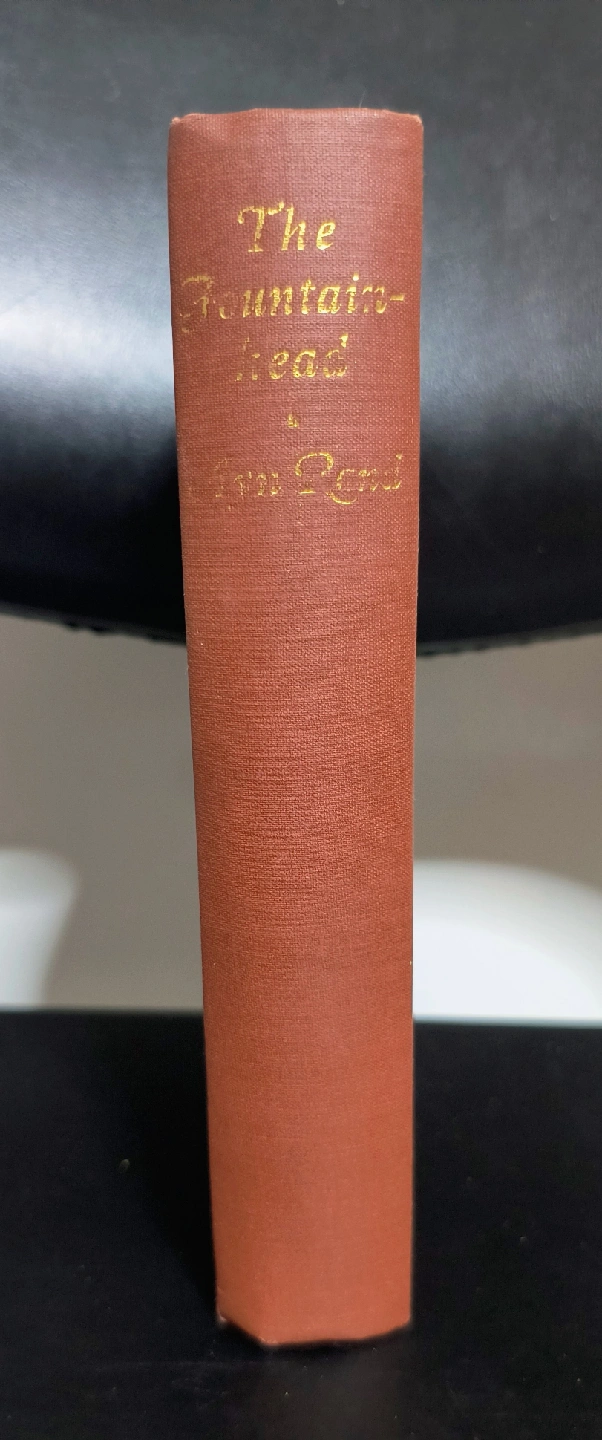 The
Fountain-
head
Ayn Rand